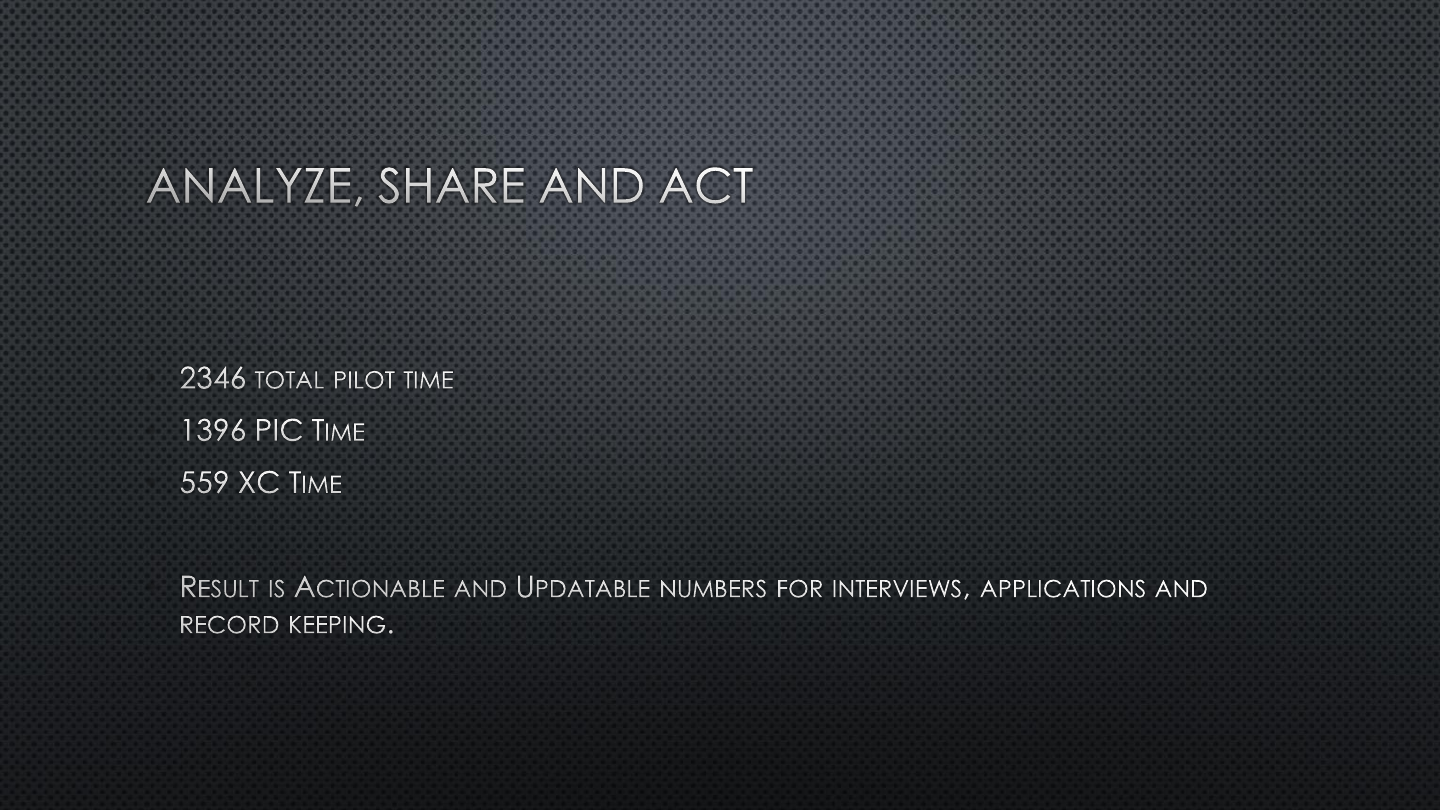 ANALYZE, SHARE AND ACT
2346 TOTAL PILOT TIME
1396 PIC TIME
559 XC TIME
RESULT IS ACTIONABLE AND UPDATABLE NUMBERS FOR INTERVIEWS, APPLICATIONS AND
RECORD KEEPING.